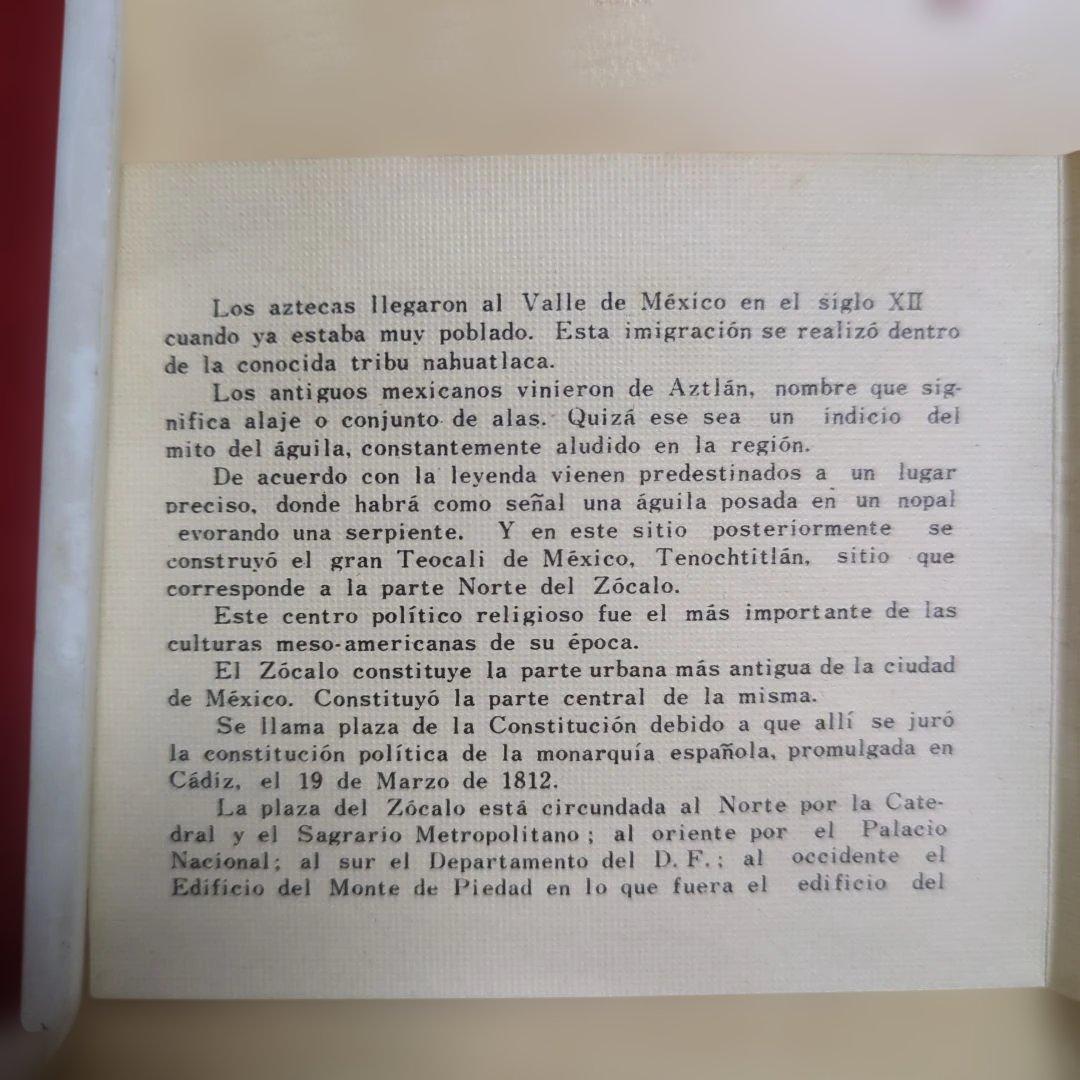 Los aztecas llegaron al Valle de México en el siglo XII
cuando ya estaba muy poblado. Esta imigración se realizó dentro
de la conocida tribu nahuatlaca.
Los antiguos mexicanos vinieron de Aztlán, nombre que sig-
nifica alaje o conjunto de alas. Quizá ese sea un indicio del
mito del águila, constantemente aludido en la región.
De acuerdo con la leyenda vienen predestinados a un lugar
preciso, donde habrá como señal una águila posada en un nopal
evorando una serpiente. Y en este sitio posteriormente se
construyó el gran Teocali de México, Tenochtitlán, sitio que
corresponde a la parte Norte del Zócalo.
Este centro político religioso fue el más importante de las
culturas meso-americanas de su época.
El Zócalo constituye la parte urbana más antigua de la ciudad
de México. Constituyó la parte central de la misma.
Se llama plaza de la Constitución debido a que allí se juró
la constitución política de la monarquía española, promulgada en
Cádiz, el 19 de Marzo de 1812.
La plaza del Zócalo está circundada al Norte por la Cate-
dral y el Sagrario Metropolitano; al oriente por el Palacio
Nacional; al sur el Departamento del D. F.; al occidente el
Edificio del Monte de Piedad en lo que fuera el edificio del